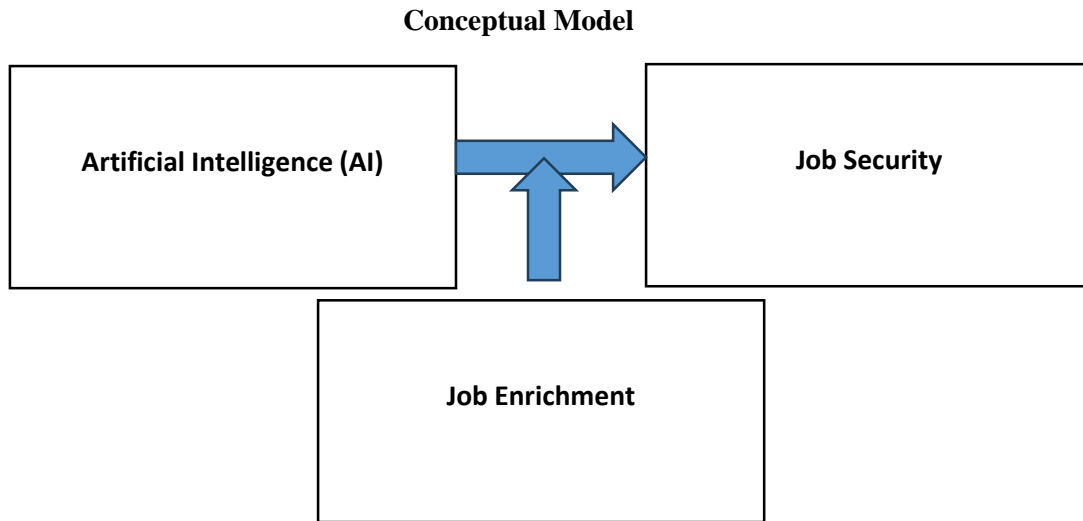 Conceptual Model
Artificial Intelligence (AI)
Job Security
Job Enrichment